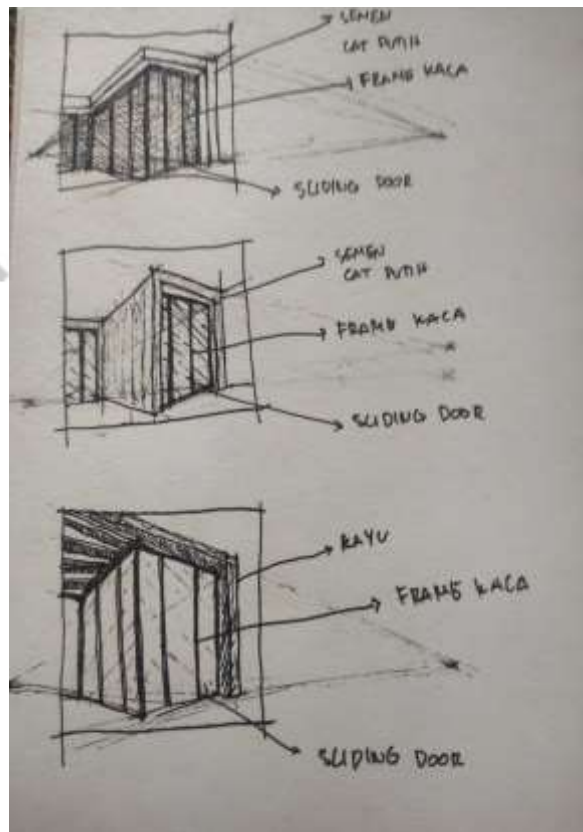 SEMEN
CAT PUTIH
FRAME KACA
SLIDING DOOR
SEMEN
CAT PUTIH
FRAME KACA
SLIDING DOOR
KAYU
FRAME KACA
SLIDING DOOR